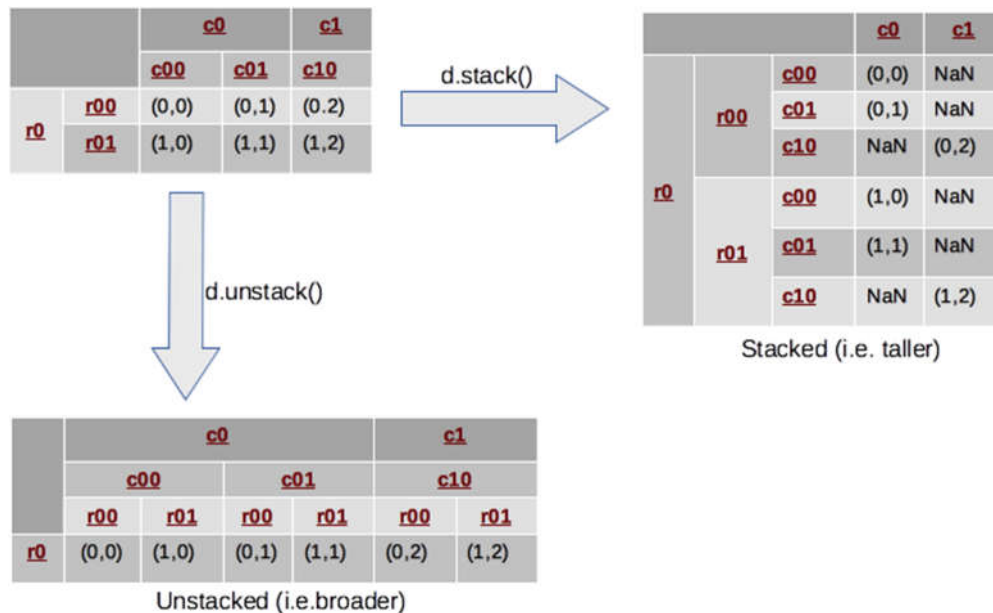 c0 c1
c00 c01 c10
r0 r00 (0,0) (0,1) (0.2)
r01 (1,0) (1,1) (1,2)
d.stack()
c0 c1
r0 r00 c00 (0,0) NaN
c01 (0,1) NaN
c10 NaN (0,2)
r01 c00 (1,0) NaN
c01 (1,1) NaN
c10 NaN (1,2)
Stacked (i.e. taller)
d.unstack()
c0 c1
c00 c01 c10
r00 r01 r00 r01 r00 r01
r0 (0,0) (1,0) (0,1) (1,1) (0,2) (1,2)
Unstacked (i.e.broader)